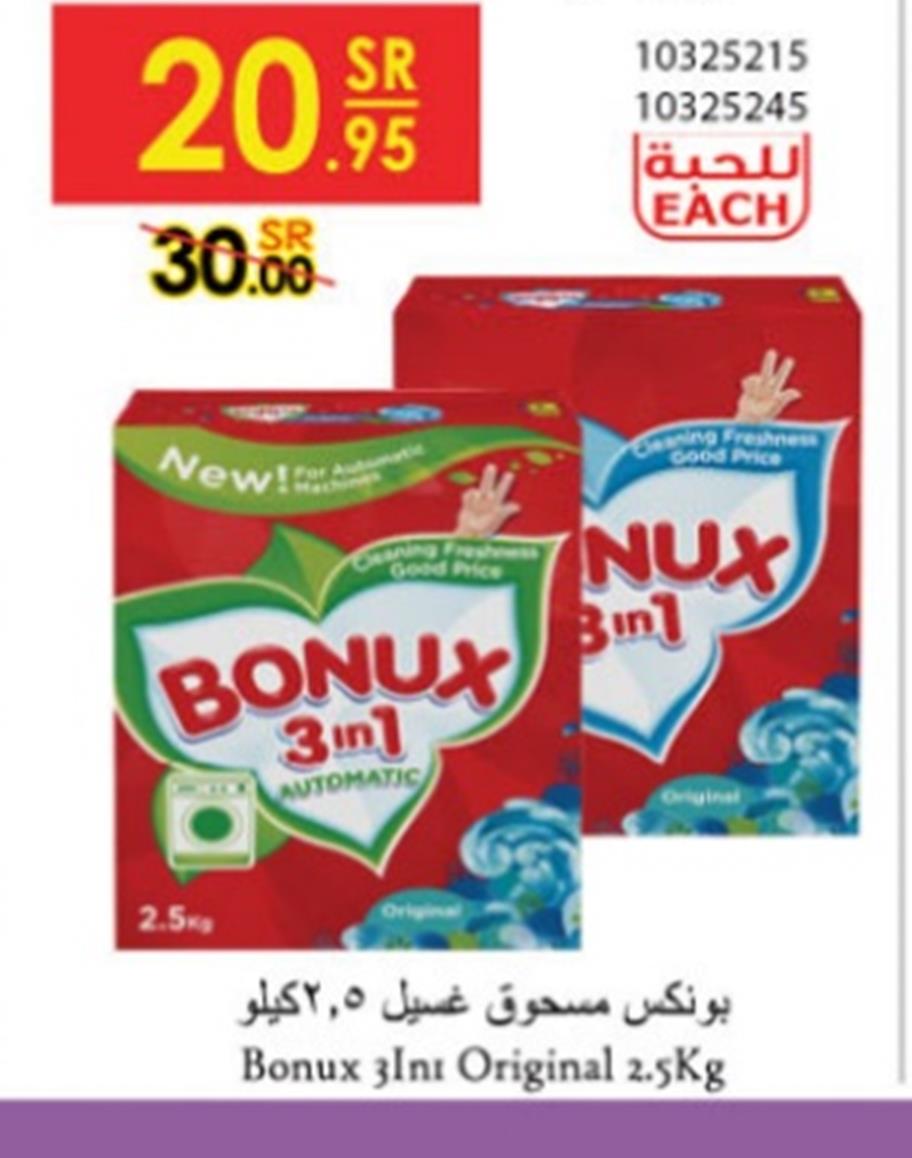 20.95 SR
30.00 SR
10325215
10325245
للحبة
EACH
Cleaning Freshness
Good Price
NUX
3in1
Original
New! For Automatic
Machines
Cleaning Freshness
Good Price
BONUX
3in1
AUTOMATIC
2.5Kg
Original
بونكس مسحوق غسيل ٢,٥كيلو
Bonux 3In1 Original 2.5Kg